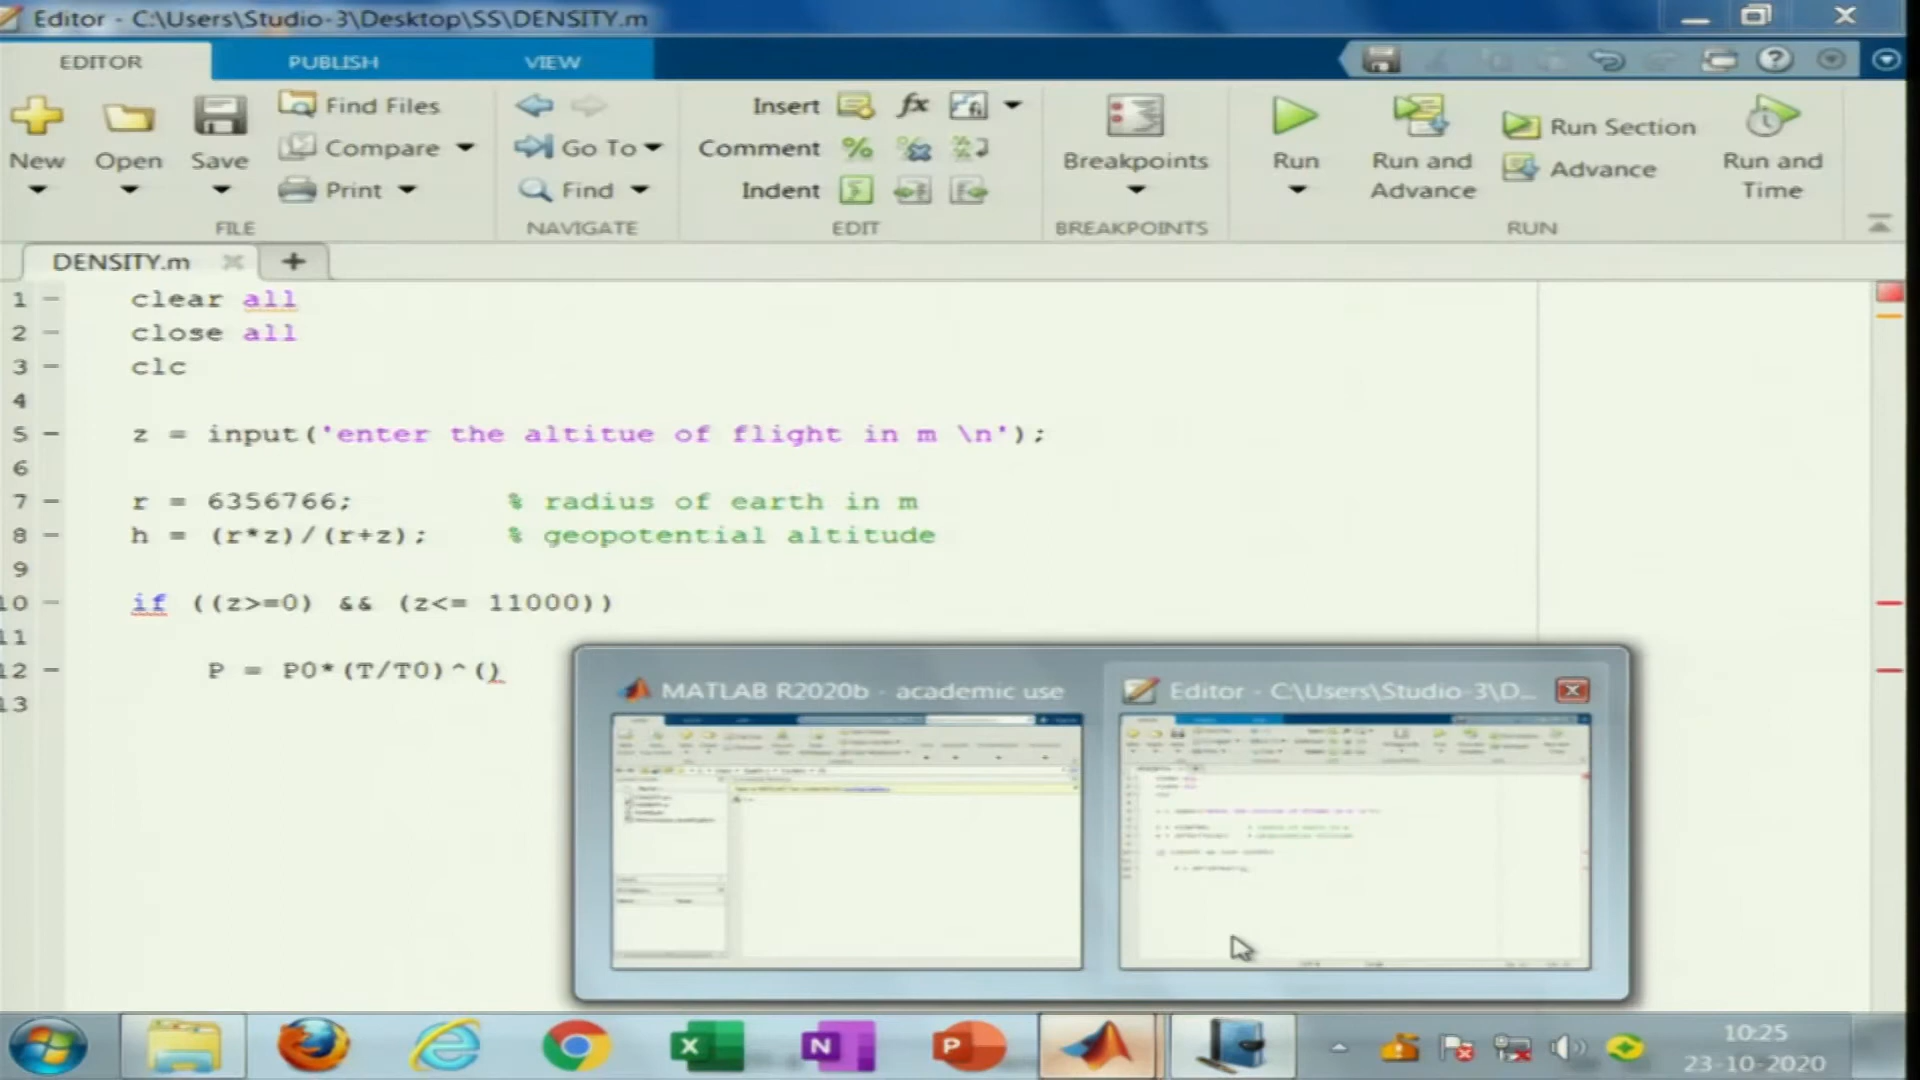 Editor - C:\Users\Studio-3\Desktop\SS\DENSITY.m
EDITOR PUBLISH VIEW
New
Open
Save
Find Files
Compare
Print
FILE
Go To
Find
NAVIGATE
Insert fx
Comment
Indent
EDIT
Breakpoints
BREAKPOINTS
Run
Run and Advance
Run Section
Advance
Run and Time
RUN
DENSITY.m
1 clear all
2 close all
3 clc
4
5 z = input('enter the altitue of flight in m \n');
6
7 r = 6356766; % radius of earth in m
8 h = (r*z)/(r+z); % geopotential altitude
9
10 if ((z>=0) && (z<= 11000))
11
12 P = P0*(T/T0)^()
13
MATLAB R2020b - academic use
Editor - C:\Users\Studio-3\D...
10:25
23-10-2020